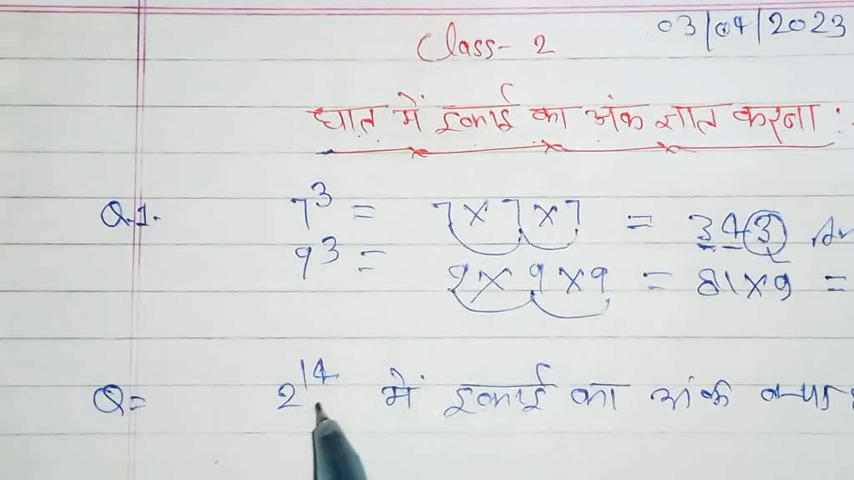 03/04/2023
Class- 2
घात में इकाई का अंक ज्ञात करना :
Q.1. 7³ = 7×7×7 = 343
9³ = 9×9×9 = 81×9 =
Q= 2¹⁴ में इकाई का अंक क्या